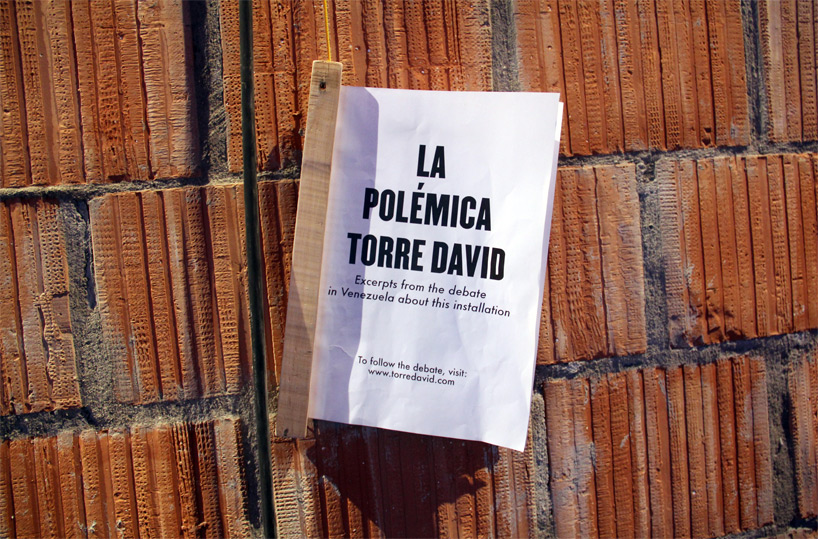 LA
POLÉMICA
TORRE DAVID
Excerpts from the debate
in Venezuela about this installation
To follow the debate, visit:
www.torredavid.com